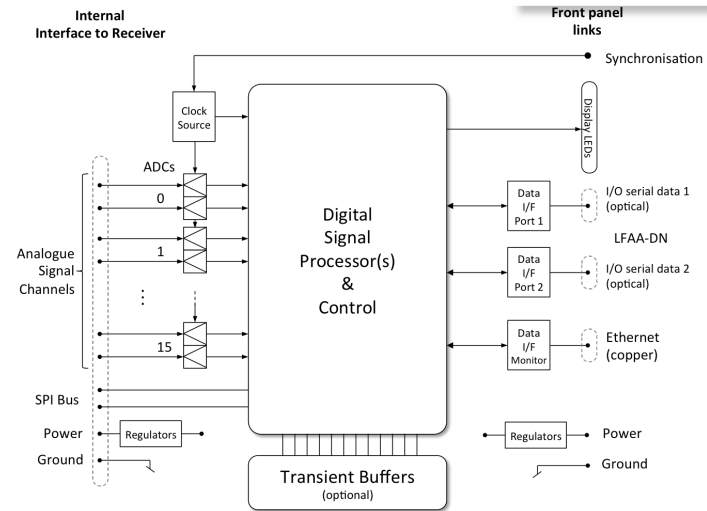 Internal
Interface to Receiver
Front panel
links
Synchronisation
Clock
Source
Display LEDs
ADCs
0
1
15
Analogue
Signal
Channels
Digital
Signal
Processor(s)
&
Control
Data
I/F
Port 1
I/O serial data 1
(optical)
LFAA-DN
Data
I/F
Port 2
I/O serial data 2
(optical)
Data
I/F
Monitor
Ethernet
(copper)
SPI Bus
Power
Regulators
Ground
Regulators
Power
Ground
Transient Buffers
(optional)